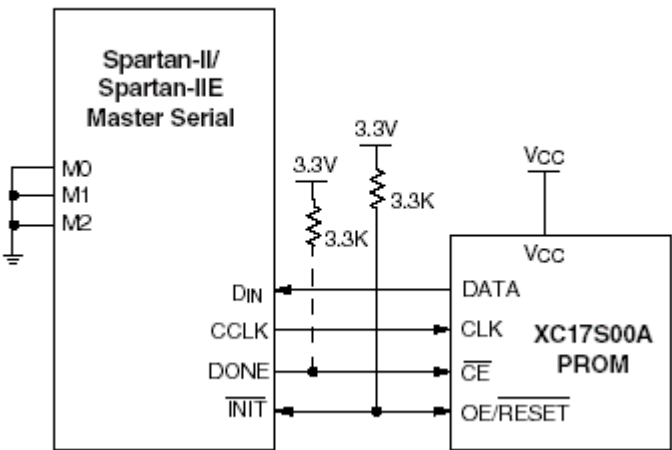 Spartan-II/
Spartan-IIE
Master Serial
M0
M1
M2
3.3V
3.3K
3.3V
3.3K
VCC
VCC
DIN
CCLK
DONE
INIT
DATA
CLK
CE
OE/RESET
XC17S00A
PROM